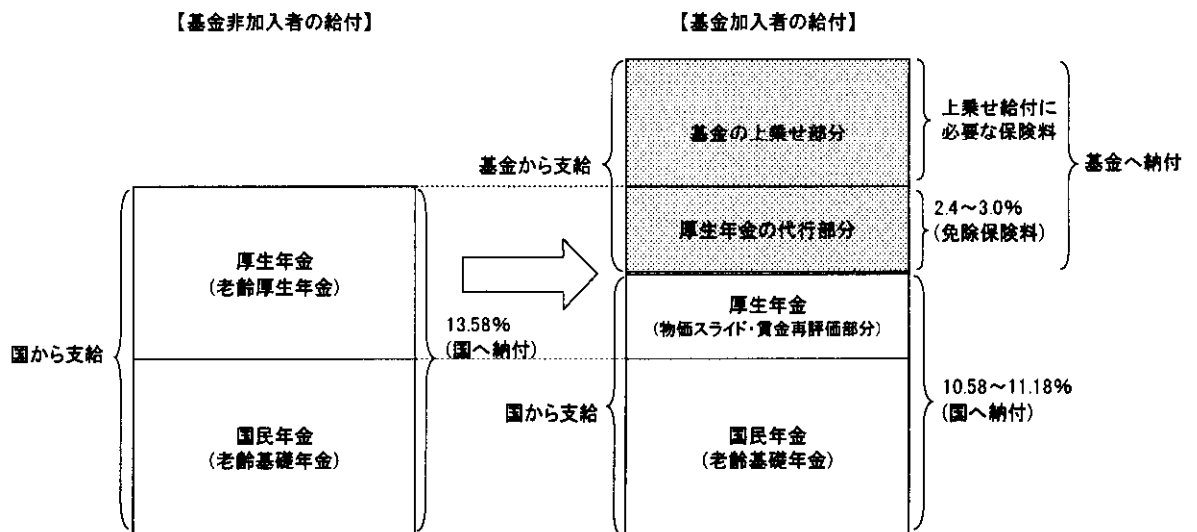 【基金非加入者の給付】
国から支給
厚生年金
(老齢厚生年金)
国民年金
(老齢基礎年金)
13.58%
(国へ納付)
【基金加入者の給付】
基金から支給
国から支給
基金の上乗せ部分
厚生年金の代行部分
厚生年金
(物価スライド・賃金再評価部分)
国民年金
(老齢基礎年金)
上乗せ給付に
必要な保険料
2.4～3.0%
(免除保険料)
基金へ納付
10.58～11.18%
(国へ納付)